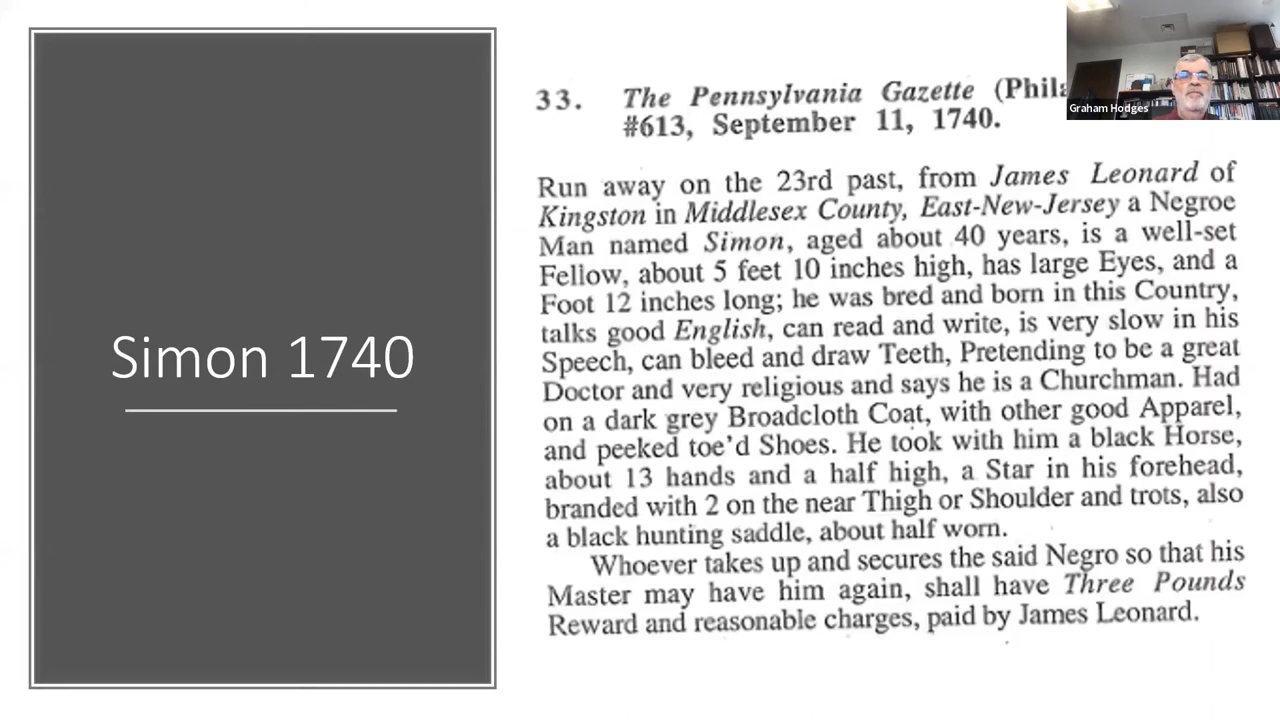 Simon 1740
33. The Pennsylvania Gazette
#613, September 11, 1740.
Graham Hodges
Run away on the 23rd past, from James Leonard of
Kingston in Middlesex County, East-New-Jersey a Negroe
Man named Simon, aged about 40 years, is a well-set
Fellow, about 5 feet 10 inches high, has large Eyes, and a
Foot 12 inches long; he was bred and born in this Country,
talks good English, can read and write, is very slow in his
Speech, can bleed and draw Teeth, Pretending to be a great
Doctor and very religious and says he is a Churchman. Had
on a dark grey Broadcloth Coat, with other good Apparel,
and peeked toe'd Shoes. He took with him a black Horse,
about 13 hands and a half high, a Star in his forehead,
branded with 2 on the near Thigh or Shoulder and trots, also
a black hunting saddle, about half worn.
Whoever takes up and secures the said Negro so that his
Master may have him again, shall have Three Pounds
Reward and reasonable charges, paid by James Leonard.